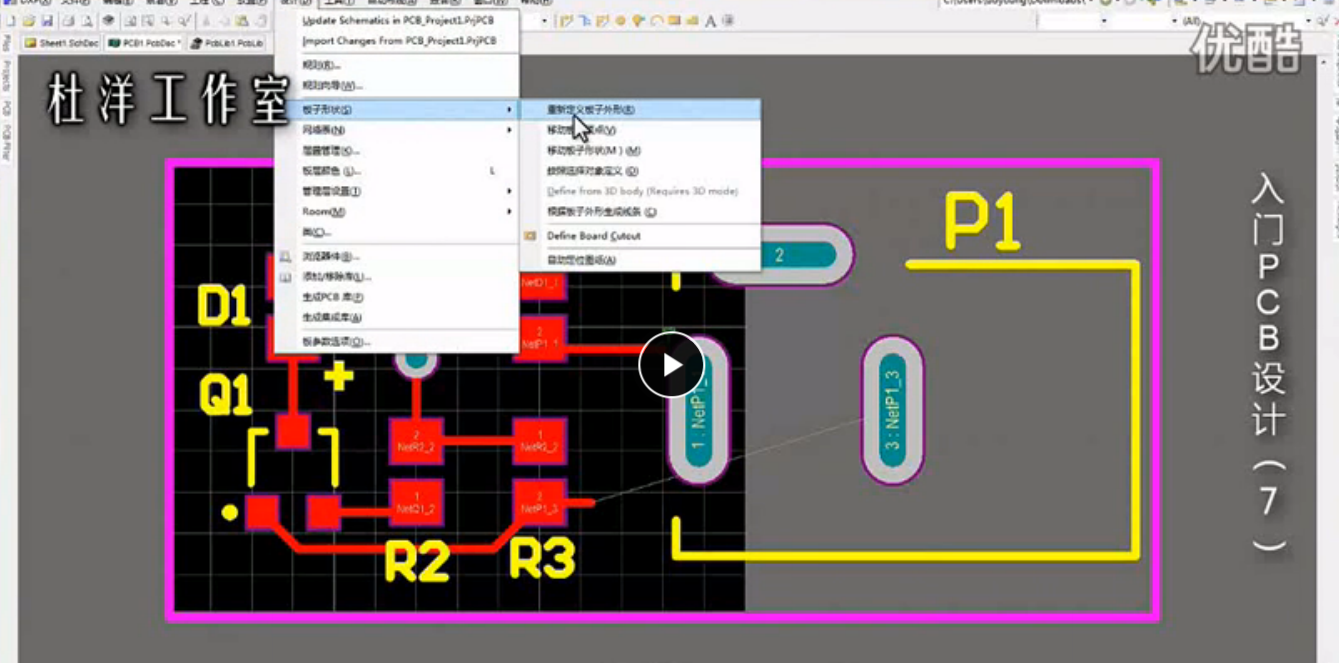 Update Schematics in PCB_Project1.PrjPCB
Import Changes From PCB_Project1.PrjPCB
Sheet1.SchDoc
PCB1.PcbDoc *
PcbLib1.PcbLib
优酷
杜洋工作室
规则(R)...
规则向导(W)...
板子形状(S)
网络表(N)
层叠管理(K)...
板层颜色 (L)...
L
管理层设置(T)
Room(M)
类(C)...
浏览器件(B)...
添加/移除库(L)...
生成PCB 库(P)
生成集成库(A)
板参数选项(O)...
重新定义板子外形(R)
移动板
点(V)
移动板子形状(M ) (M)
按照选择对象定义 (D)
Define from 3D body (Requires 3D mode)
根据板子外形生成线条 (L)
Define Board Cutout
自动定位图纸(A)
入门PCB设计(7)
P1
2
D1
NetD1_1
2
NetP1_1
Q1
+
1 : NetP1_
3 : NetP1_3
2
NetR2_2
1
NetR2_2
1
NetQ1_2
2
NetP1_3
R2
R3